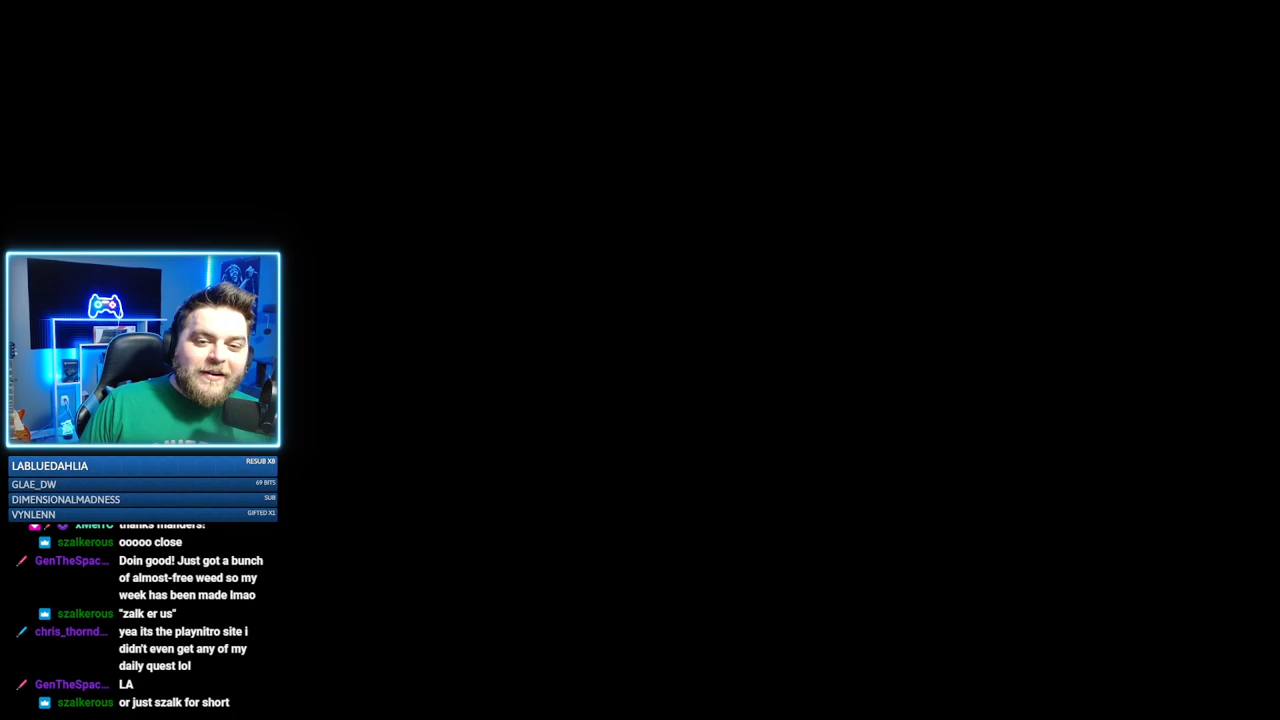 LABLUEDAHLIA RESUB X8
GLAE_DW 69 BITS
DIMENSIONALMADNESS SUB
VYNLENN GIFTED X1
thanks manders!
szalkerous ooooo close
GenTheSpac... Doin good! Just got a bunch
of almost-free weed so my
week has been made lmao
szalkerous "zalk er us"
chris_thornd... yea its the playnitro site i
didn't even get any of my
daily quest lol
GenTheSpac... LA
szalkerous or just szalk for short